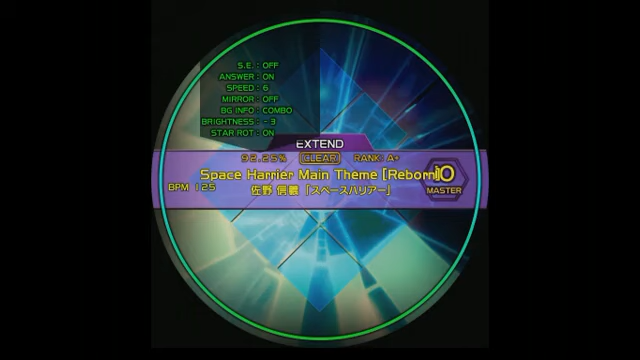 S.E. : OFF
ANSWER : ON
SPEED : 6
MIRROR : OFF
BG INFO : COMBO
BRIGHTNESS : - 3
STAR ROT : ON
EXTEND
92.25% CLEAR RANK: A+
Space Harrier Main Theme [Reborn]
BPM 125
佐野 信義 「スペースハリアー」
MASTER